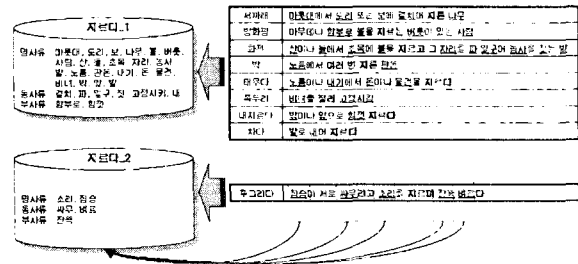 지르다_1
명사류 마룻대, 도리, 보, 나무, 불, 버릇,
사람, 산, 들, 초목, 자리, 농사
발, 노름, 판돈, 내기, 돈, 물건,
비녀, 발, 앞
동사류 걸치, 파, 일구, 짓, 고정시키, 내
부사류 함부로, 힘껏
서까래 마룻대에서 도리 또는 보에 걸쳐 지른 나무
방화광 아무데나 함부로 불을 지르는 버릇이 있는 사람
화전 산이나 들에서 초목에 불을 지르고 그 자리를 파 일구어 농사를 짓는 밭
노름에서 여러 번 지른 판돈
태우다 노름이나 내기에서 돈이나 물건을 지르다
비녀를 질러 고정시킴
내지르다 발이나 앞으로 힘껏 지르다
차다 발로 내어 지르다
지르다_2
명사류 소리, 짐승
동사류 싸우, 벼르
부사류 잔뜩
짐승이 서로 싸우려고 소리를 지르며 잔뜩 벼르다